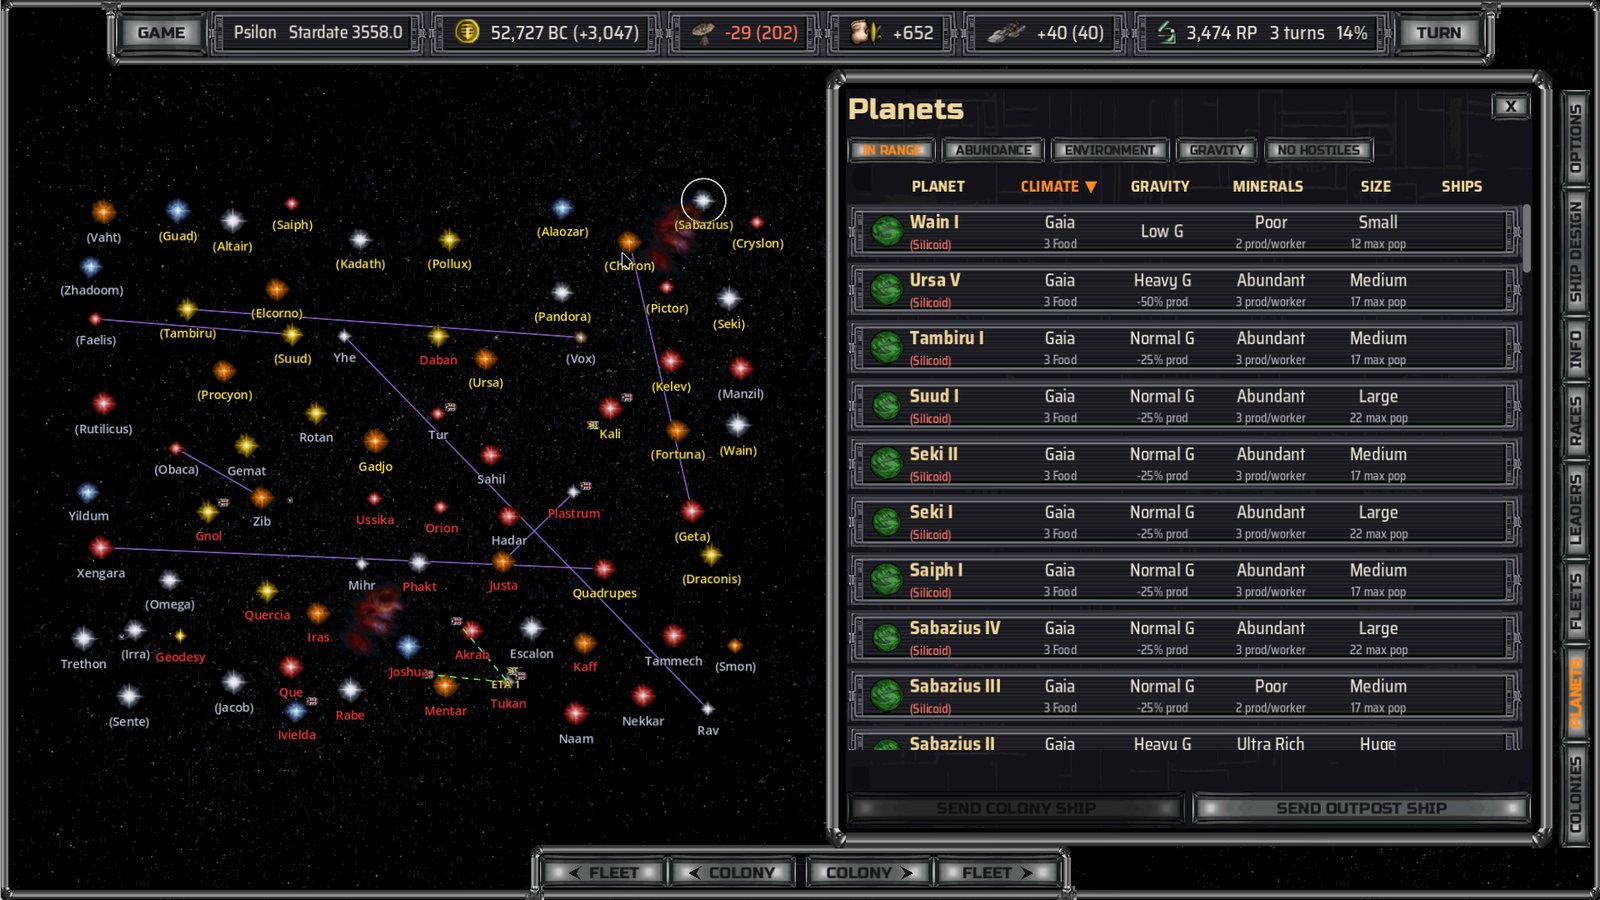 GAME
Psilon Stardate 3558.0
52,727 BC (+3,047)
-29 (202)
+652
+40 (40)
3,474 RP 3 turns 14%
TURN
(Vaht)
(Guad)
(Altair)
(Saiph)
(Kadath)
(Pollux)
(Alaozar)
(Sabazius)
(Cryslon)
(Charon)
(Zhadoom)
(Elcorno)
(Tambiru)
(Faelis)
(Suud)
Yhe
Daban
(Ursa)
(Pandora)
(Vox)
(Pictor)
(Seki)
(Procyon)
(Kelev)
(Manzil)
(Rutilicus)
Rotan
Tur
Kali
(Fortuna)
(Wain)
(Obaca)
Gemat
Gadjo
Sahil
Yildum
Gnol
Zib
Ussika
Orion
Plastrum
Hadar
(Geta)
Xengara
Mihr
Phakt
Justa
Quadrupes
(Draconis)
(Omega)
Quercia
Iras
Trethon
(Irra)
Geodesy
Joshua
Akrab
Escalon
Kaff
Tammech
(Smon)
ETA 1
(Sente)
(Jacob)
Que
Ivielda
Rabe
Mentar
Tukan
Naam
Nekkar
Rav
Planets
X
IN RANGE
ABUNDANCE
ENVIRONMENT
GRAVITY
NO HOSTILES
PLANET CLIMATE ▼ GRAVITY MINERALS SIZE SHIPS
Wain I Gaia Low G Poor Small
(Silicoid) 3 Food 2 prod/worker 12 max pop
Ursa V Gaia Heavy G Abundant Medium
(Silicoid) 3 Food -50% prod 3 prod/worker 17 max pop
Tambiru I Gaia Normal G Abundant Medium
(Silicoid) 3 Food -25% prod 3 prod/worker 17 max pop
Suud I Gaia Normal G Abundant Large
(Silicoid) 3 Food -25% prod 3 prod/worker 22 max pop
Seki II Gaia Normal G Abundant Medium
(Silicoid) 3 Food -25% prod 3 prod/worker 17 max pop
Seki I Gaia Normal G Abundant Large
(Silicoid) 3 Food -25% prod 3 prod/worker 22 max pop
Saiph I Gaia Normal G Abundant Medium
(Silicoid) 3 Food -25% prod 3 prod/worker 17 max pop
Sabazius IV Gaia Normal G Abundant Large
(Silicoid) 3 Food -25% prod 3 prod/worker 22 max pop
Sabazius III Gaia Normal G Poor Medium
(Silicoid) 3 Food -25% prod 2 prod/worker 17 max pop
Sabazius II Gaia Heavy G Ultra Rich Huge
SEND COLONY SHIP
SEND OUTPOST SHIP
OPTIONS
SHIP DESIGN
INFO
RACES
LEADERS
FLEETS
PLANETS
COLONIES
FLEET
COLONY
COLONY
FLEET